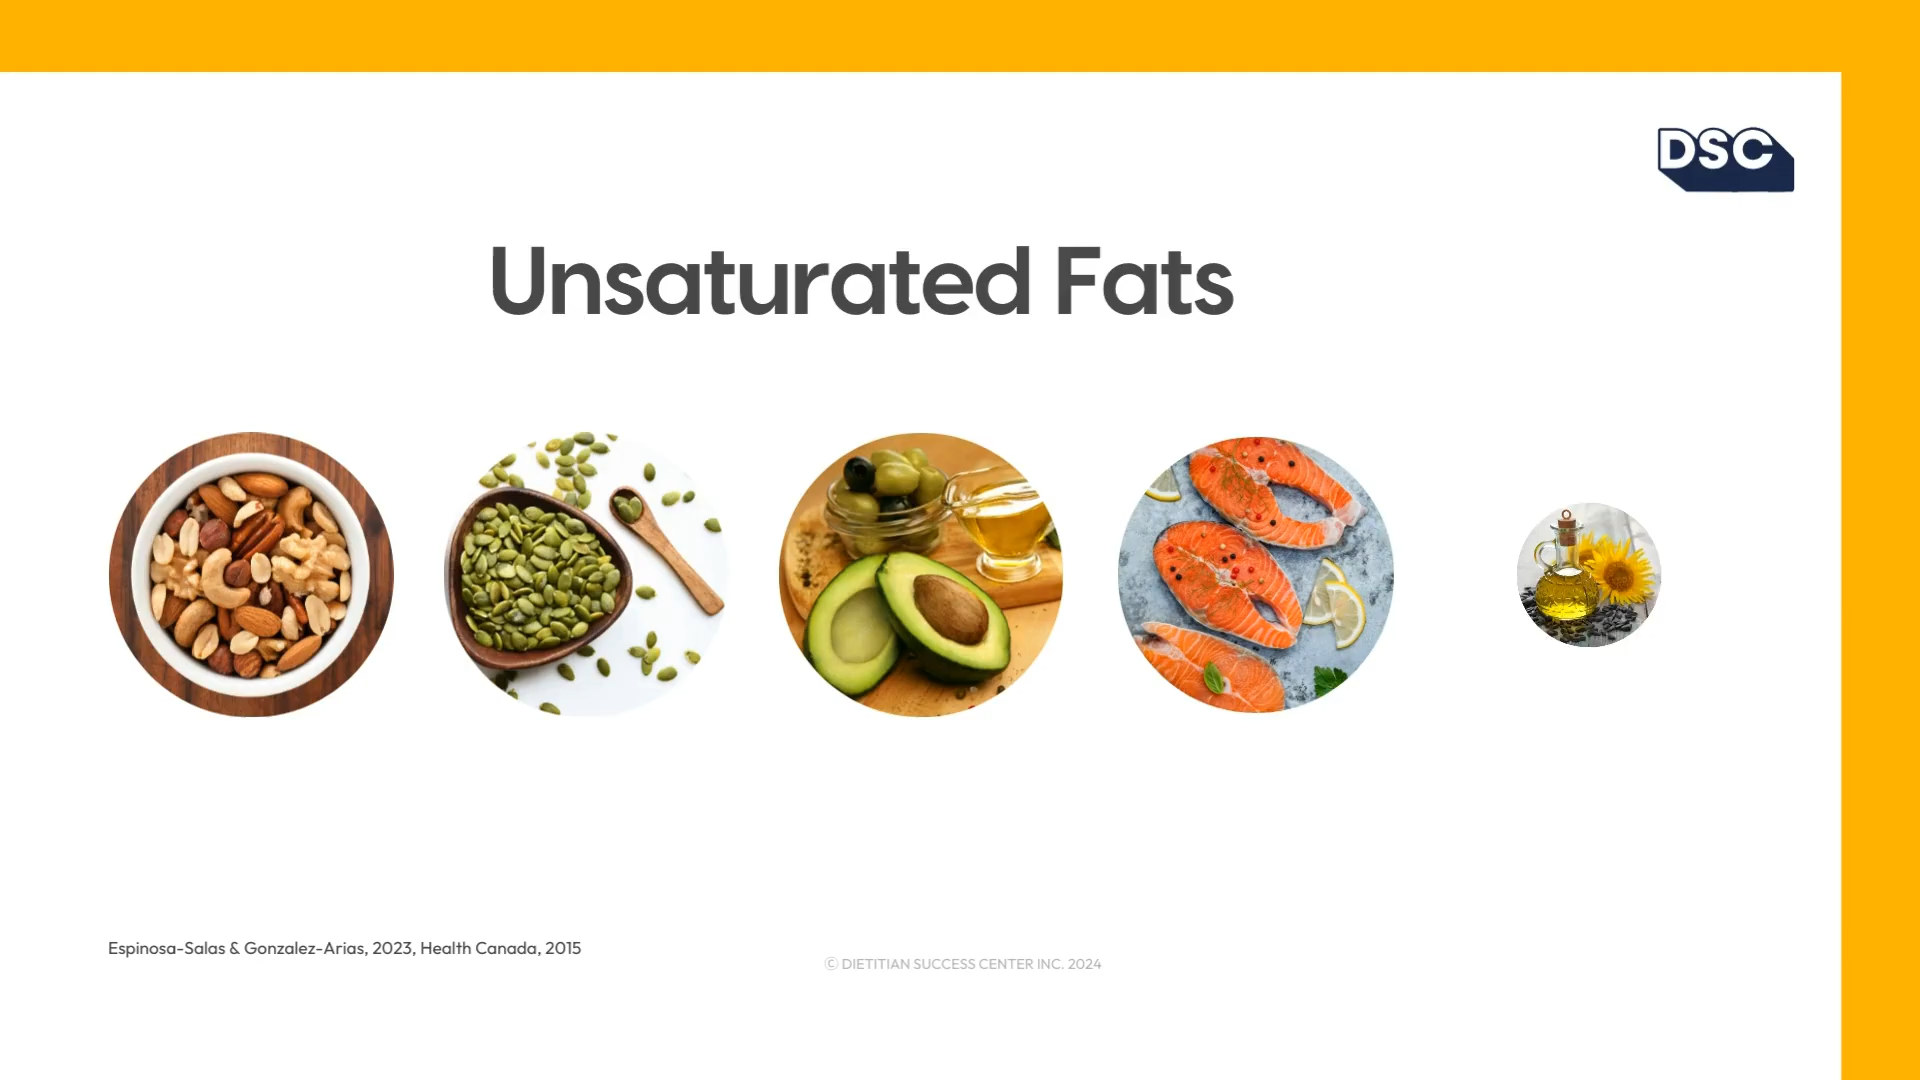 DSC
Unsaturated Fats
Espinosa-Salas & Gonzalez-Arias, 2023, Health Canada, 2015
© DIETITIAN SUCCESS CENTER INC. 2024